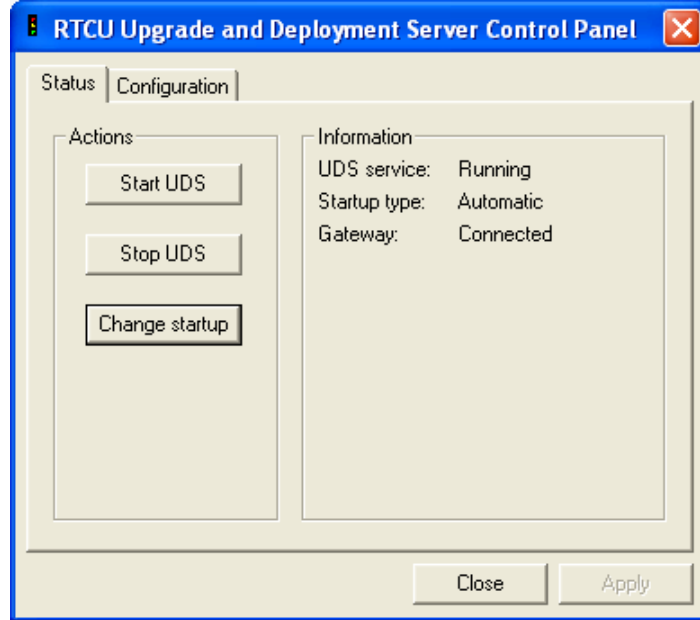 RTCU Upgrade and Deployment Server Control Panel
Status Configuration
Actions
Start UDS
Stop UDS
Change startup
Information
UDS service: Running
Startup type: Automatic
Gateway: Connected
Close Apply